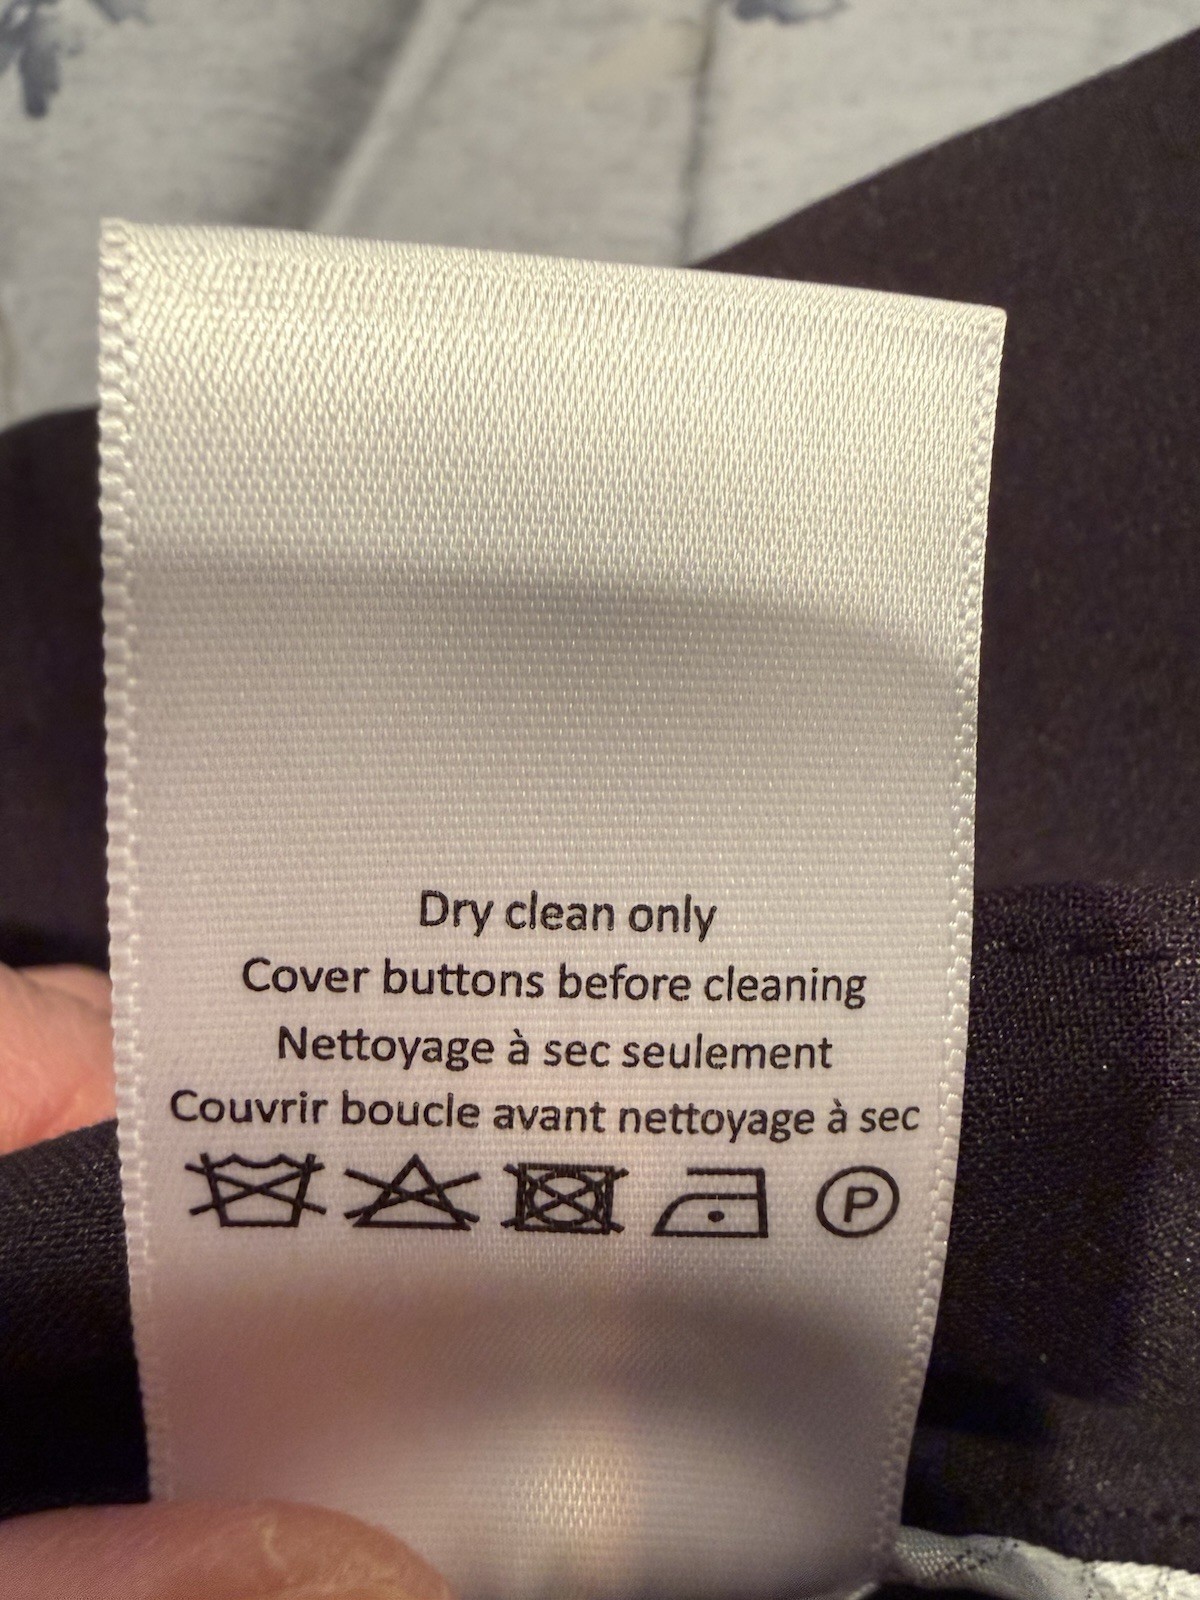 Dry clean only
Cover buttons before cleaning
Nettoyage à sec seulement
Couvrir boucle avant nettoyage à sec
P